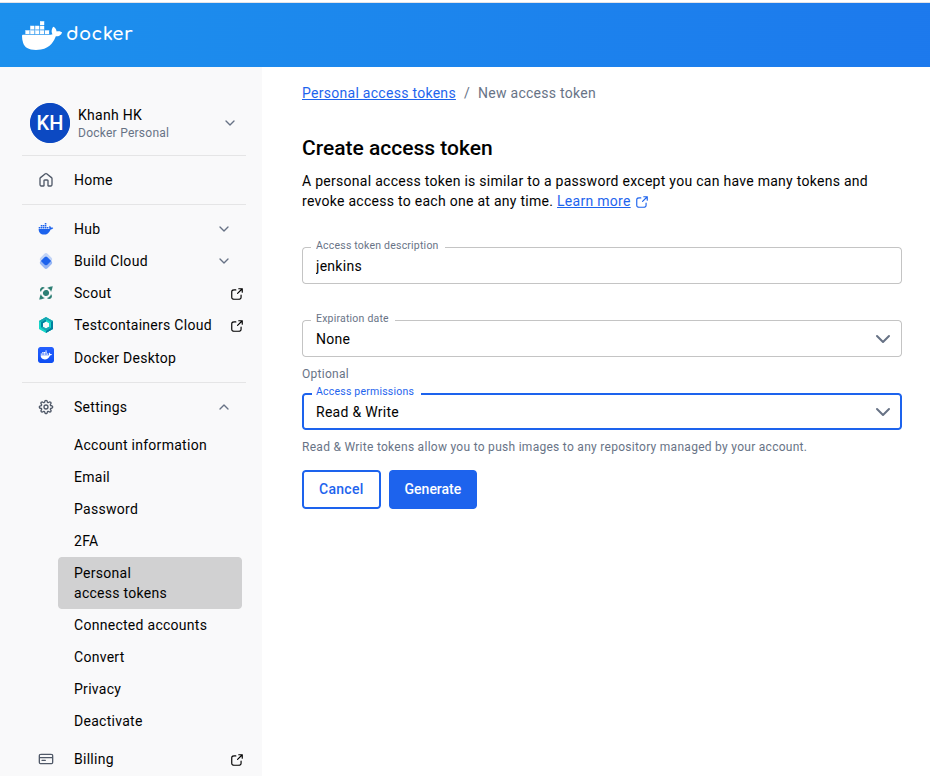 docker
KH
Khanh HK
Docker Personal
Home
Hub
Build Cloud
Scout
Testcontainers Cloud
Docker Desktop
Settings
Account information
Email
Password
2FA
Personal
access tokens
Connected accounts
Convert
Privacy
Deactivate
Billing
Personal access tokens / New access token
Create access token
A personal access token is similar to a password except you can have many tokens and
revoke access to each one at any time. Learn more
Access token description
jenkins
Expiration date
None
Optional
Access permissions
Read & Write
Read & Write tokens allow you to push images to any repository managed by your account.
Cancel Generate